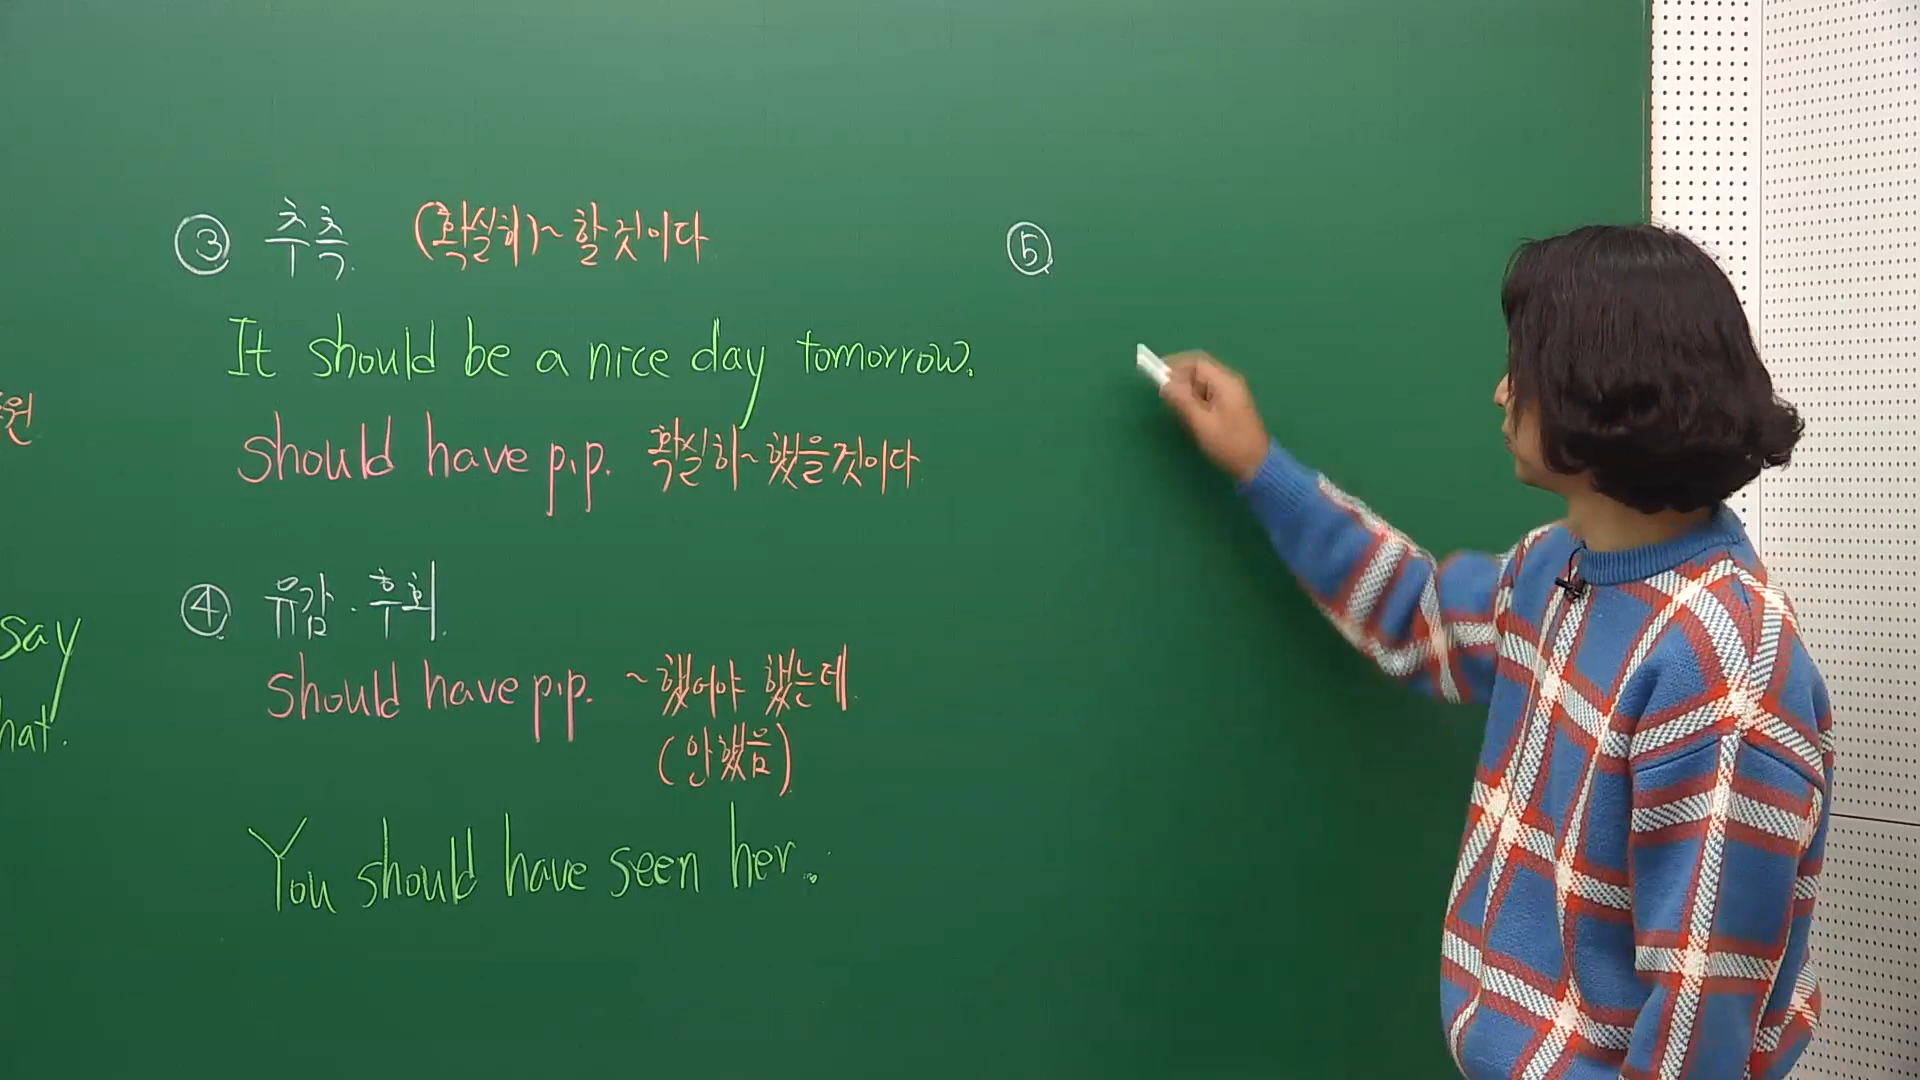 원
say
hat.
③ 추측. (확실히)~할것이다
It should be a nice day tomorrow.
should have p.p. 확실히~했을것이다
④ 유감·후회.
should have p.p. ~했어야 했는데.
(안했음)
You should have seen her.
⑤